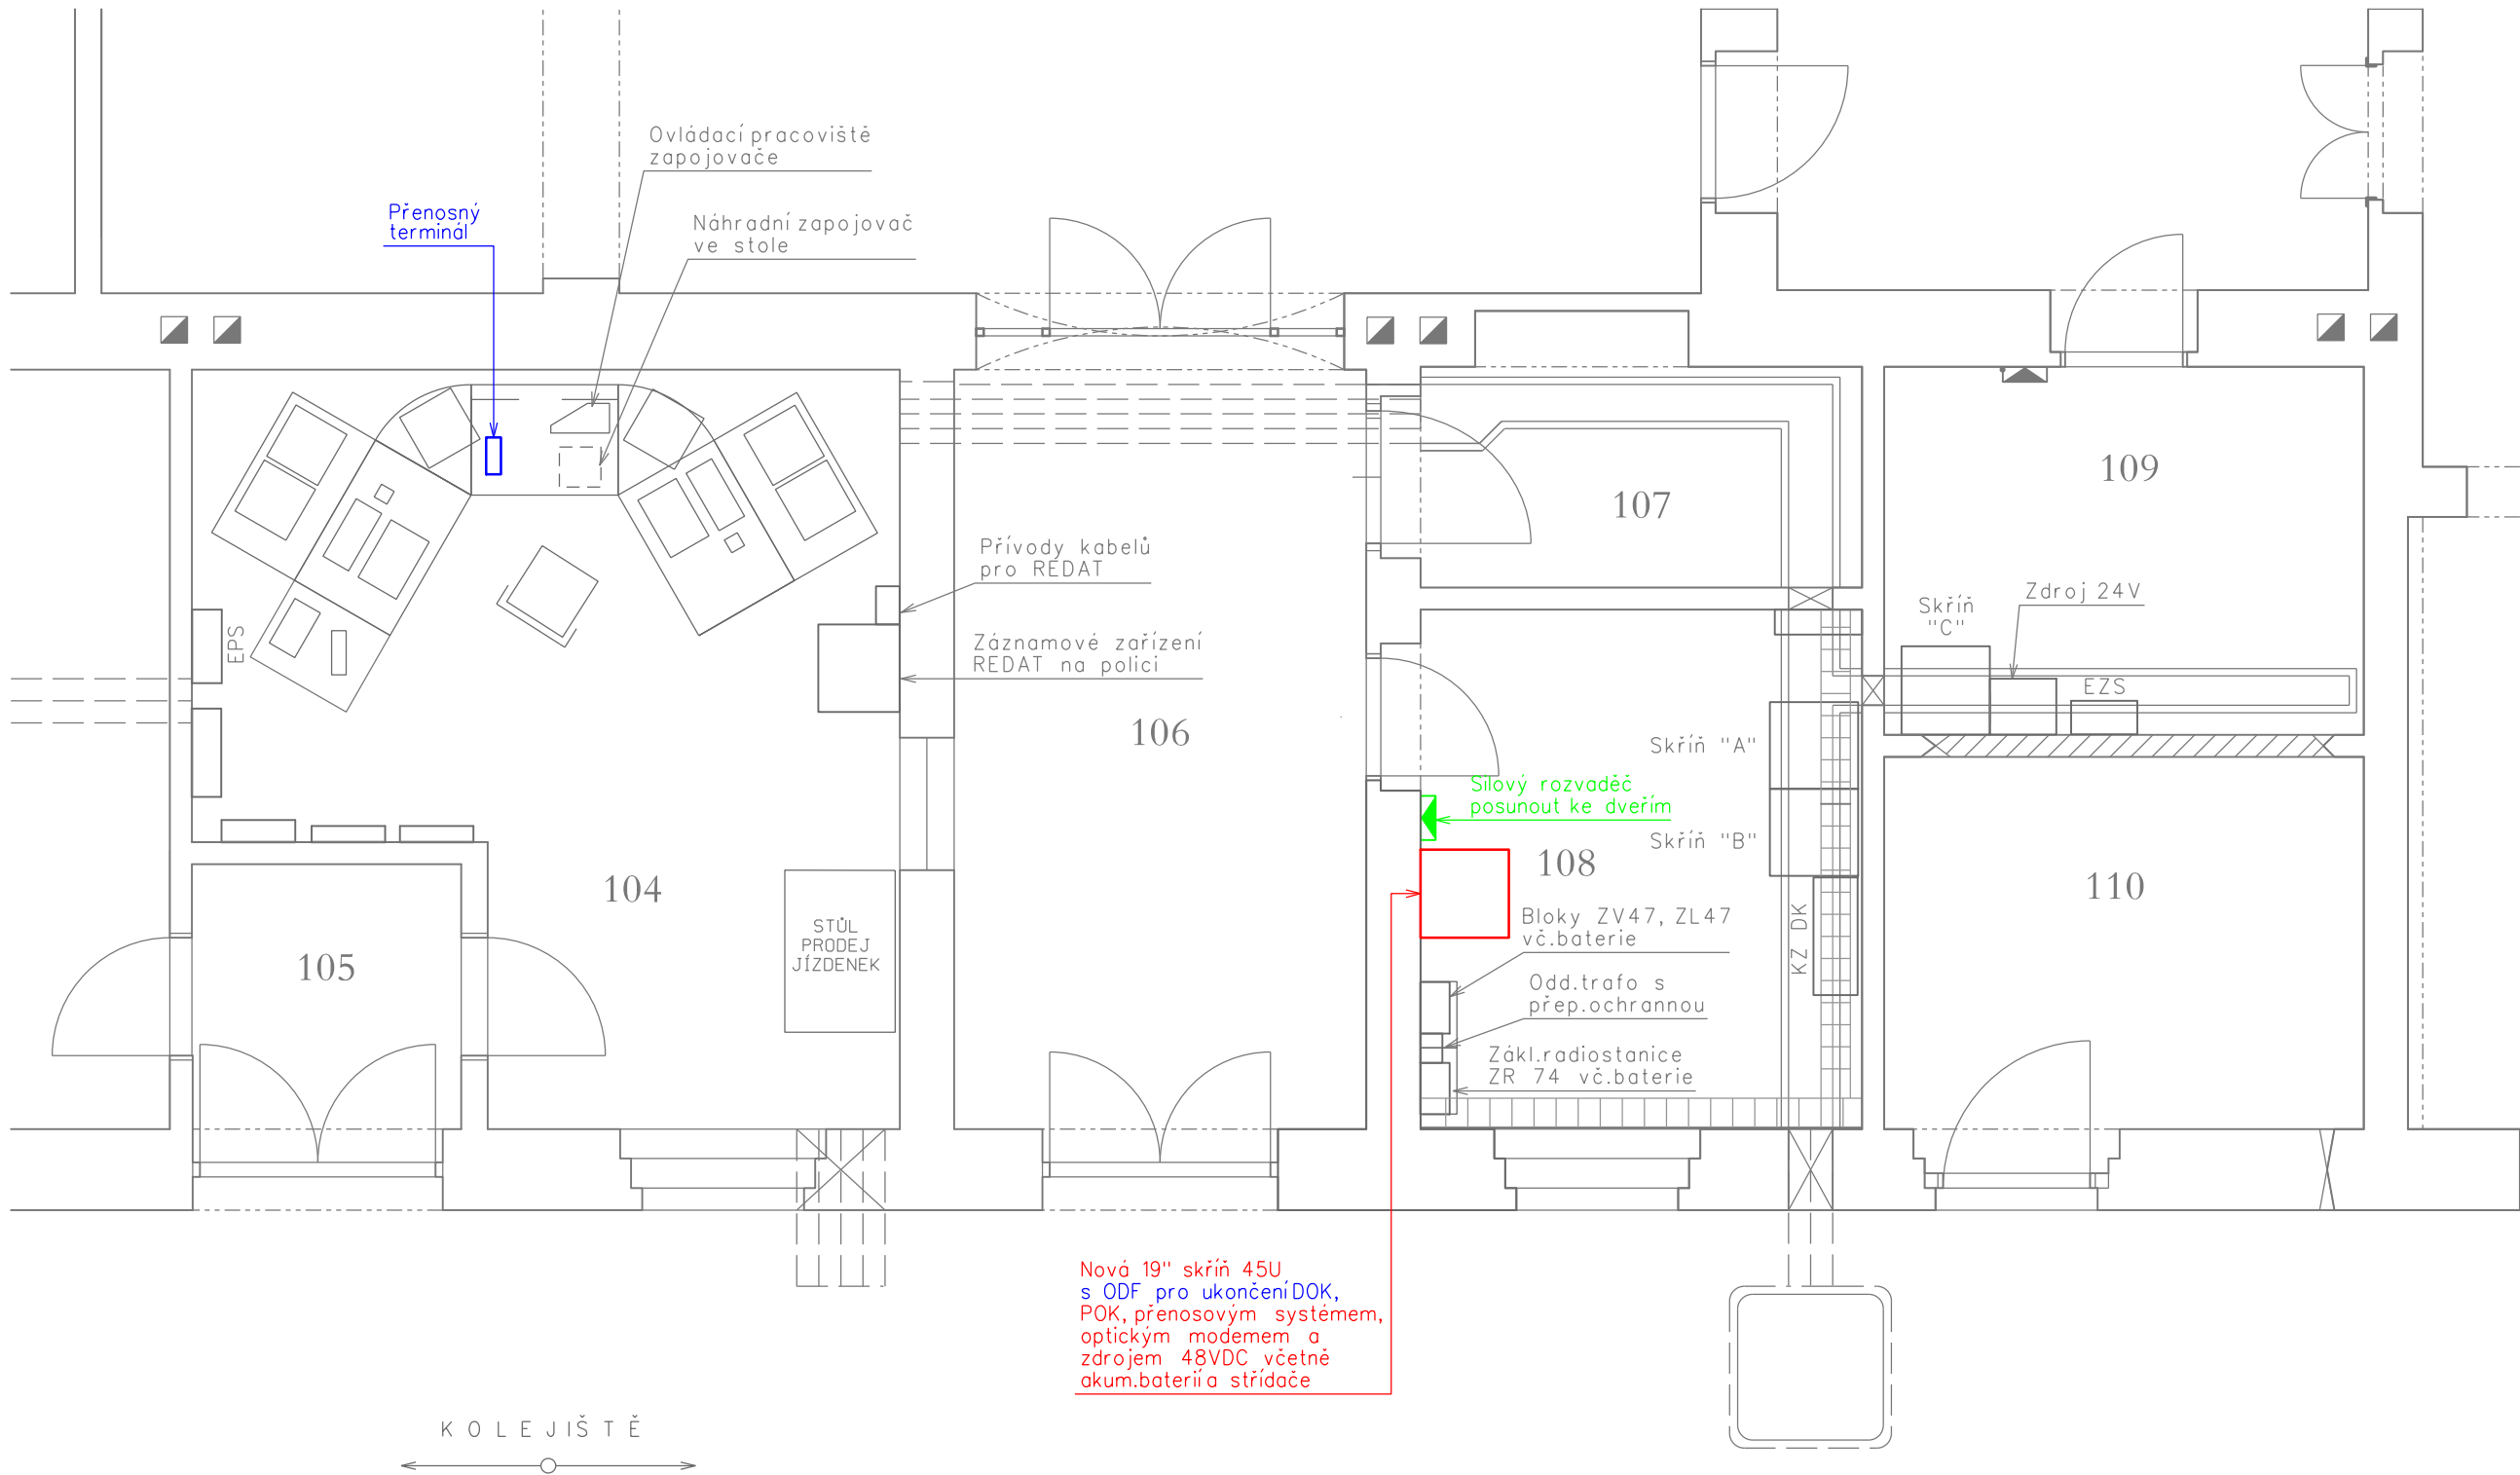 Ovládací pracoviště
zapojovače
Přenosný
terminál
Náhradní zapojovač
ve stole
109
107
Přívody kabelů
pro REDAT
Skříň
"C"
Zdroj 24V
EPS
Záznamové zařízení
REDAT na polici
EZS
106
Skříň "A"
Silový rozvaděč
posunout ke dveřím
Skříň "B"
108
104
110
STŮL
PRODEJ
JÍZDENEK
105
Bloky ZV47, ZL47
vč.baterie
KZ DK
Odd.trafo s
přep.ochrannou
Zákl.radiostanice
ZR 74 vč.baterie
Nová 19" skříň 45U
s ODF pro ukončení DOK,
POK, přenosovým systémem,
optickým modemem a
zdrojem 48VDC včetně
akum.baterií a střídače
KOLEJIŠTĚ